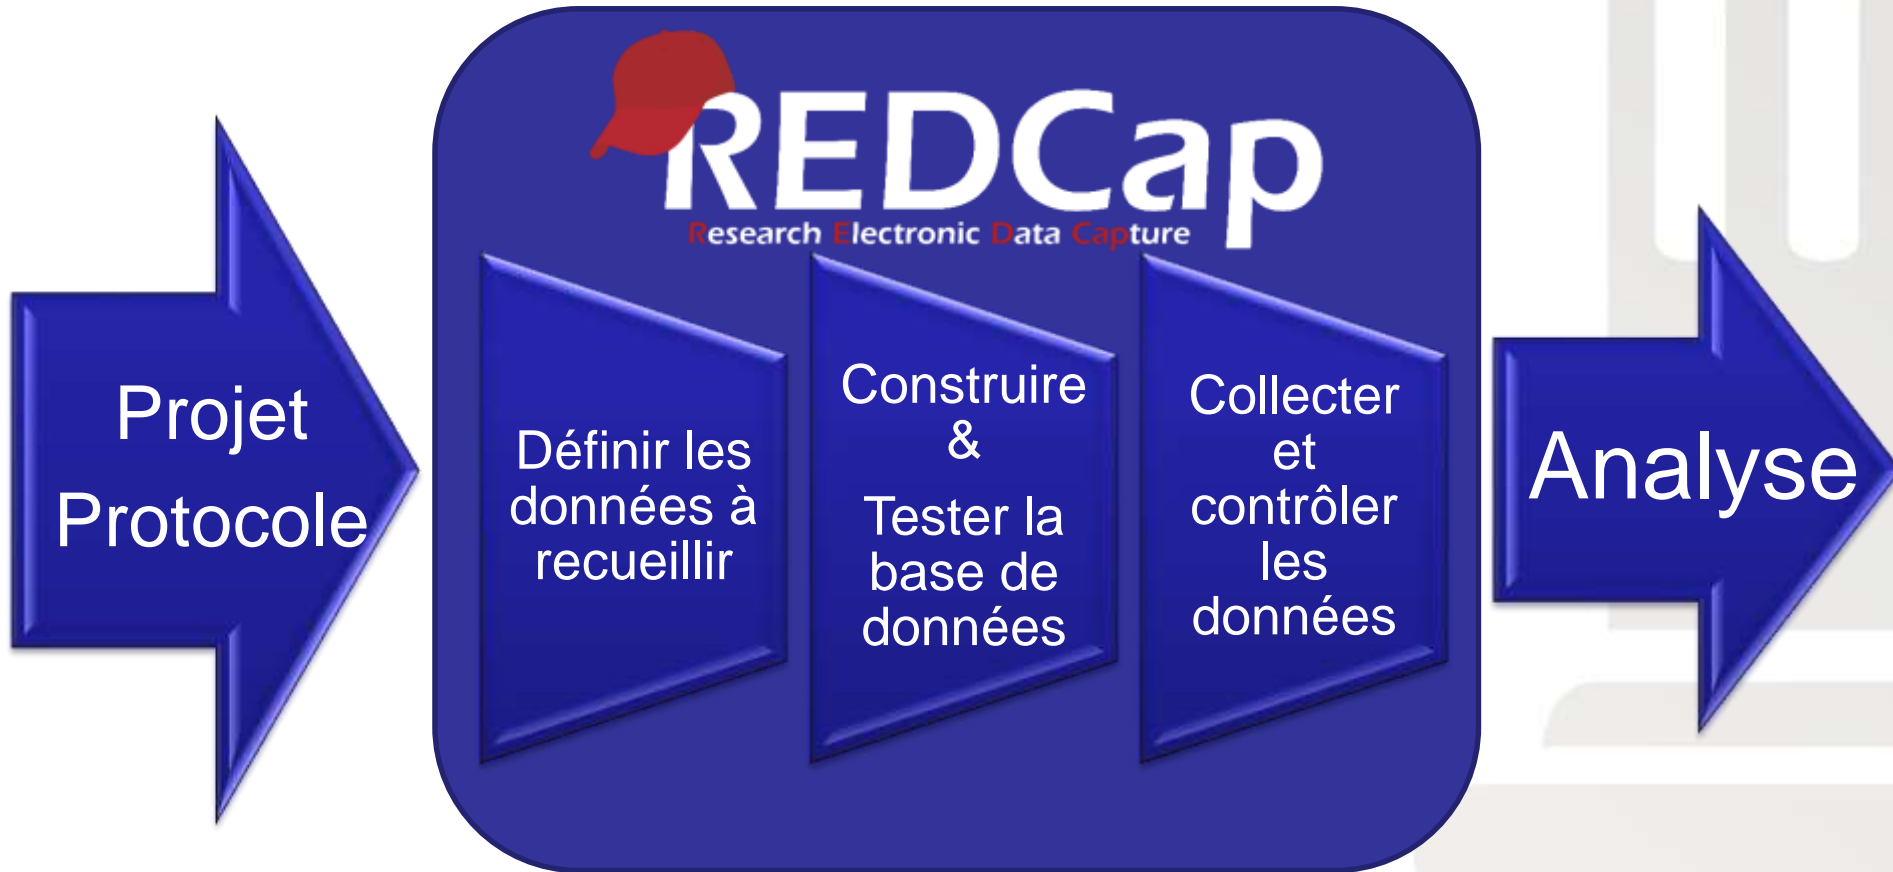 REDCap
Research Electronic Data Capture
Projet
Protocole
Définir les
données à
recueillir
Construire
&
Tester la
base de
données
Collecter
et
contrôler
les
données
Analyse